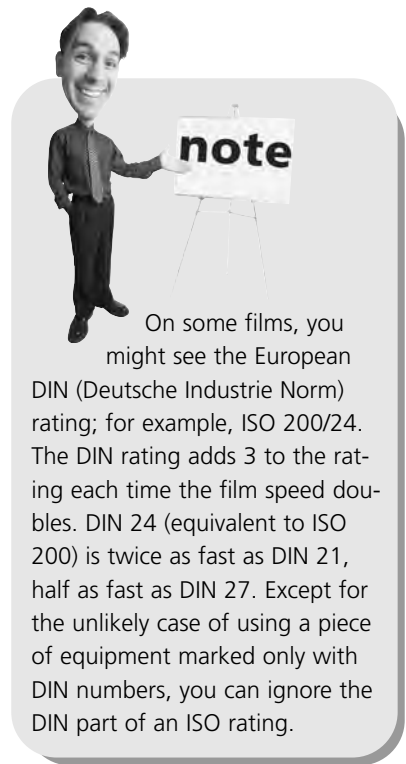 note
On some films, you
might see the European
DIN (Deutsche Industrie Norm)
rating; for example, ISO 200/24.
The DIN rating adds 3 to the rat-
ing each time the film speed dou-
bles. DIN 24 (equivalent to ISO
200) is twice as fast as DIN 21,
half as fast as DIN 27. Except for
the unlikely case of using a piece
of equipment marked only with
DIN numbers, you can ignore the
DIN part of an ISO rating.